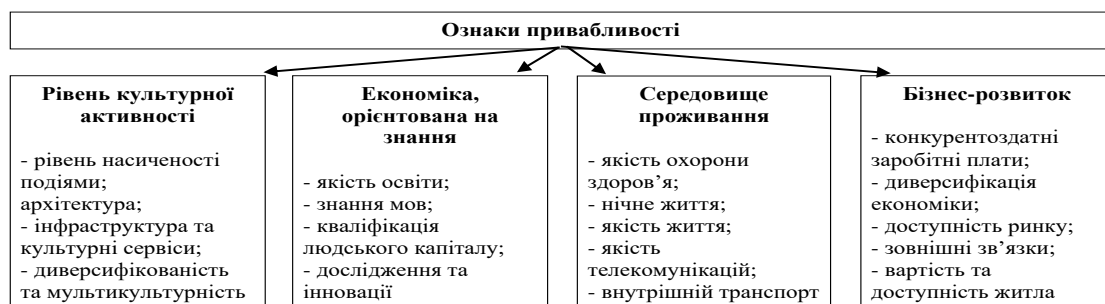 Ознаки привабливості
Рівень культурної
активності
- рівень насиченості
подіями;
архітектура;
- інфраструктура та
культурні сервіси;
- диверсифікованість
та мультикультурність
Економіка,
орієнтована на
знання
- якість освіти;
- знання мов;
- кваліфікація
людського капіталу;
- дослідження та
інновації
Середовище
проживання
- якість охорони
здоров’я;
- нічне життя;
- якість життя;
- якість
телекомунікацій;
- внутрішній транспорт
Бізнес-розвиток
- конкурентоздатні
заробітні плати;
- диверсифікація
економіки;
- доступність ринку;
- зовнішні зв’язки;
- вартість та
доступність житла